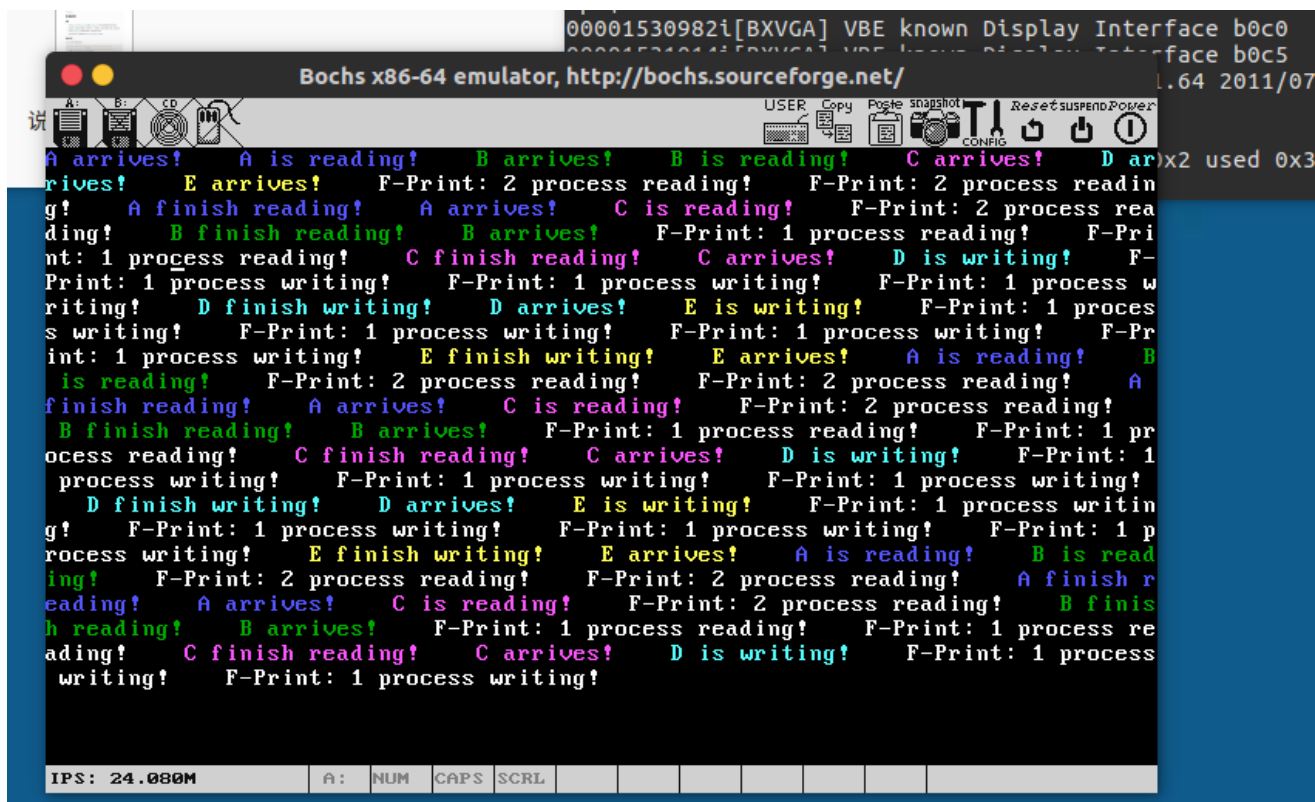 00001530982i[BXVGA] VBE known Display Interface b0c0
rface b0c5
Bochs x86-64 emulator, http://bochs.sourceforge.net/
1.64 2011/07
说
A: B: CD USER Copy Paste snapshot CONFIG Reset SUSPEND Power
A arrives! A is reading! B arrives! B is reading! C arrives! D ar
x2 used 0x3
rives! E arrives! F-Print: 2 process reading! F-Print: 2 process readin
g! A finish reading! A arrives! C is reading! F-Print: 2 process rea
ding! B finish reading! B arrives! F-Print: 1 process reading! F-Pri
nt: 1 process reading! C finish reading! C arrives! D is writing! F-
Print: 1 process writing! F-Print: 1 process writing! F-Print: 1 process w
riting! D finish writing! D arrives! E is writing! F-Print: 1 proces
s writing! F-Print: 1 process writing! F-Print: 1 process writing! F-Pr
int: 1 process writing! E finish writing! E arrives! A is reading! B
is reading! F-Print: 2 process reading! F-Print: 2 process reading! A
finish reading! A arrives! C is reading! F-Print: 2 process reading!
B finish reading! B arrives! F-Print: 1 process reading! F-Print: 1 pr
ocess reading! C finish reading! C arrives! D is writing! F-Print: 1
process writing! F-Print: 1 process writing! F-Print: 1 process writing!
D finish writing! D arrives! E is writing! F-Print: 1 process writin
g! F-Print: 1 process writing! F-Print: 1 process writing! F-Print: 1 p
rocess writing! E finish writing! E arrives! A is reading! B is read
ing! F-Print: 2 process reading! F-Print: 2 process reading! A finish r
eading! A arrives! C is reading! F-Print: 2 process reading! B finis
h reading! B arrives! F-Print: 1 process reading! F-Print: 1 process re
ading! C finish reading! C arrives! D is writing! F-Print: 1 process
writing! F-Print: 1 process writing!
IPS: 24.080M A: NUM CAPS SCRL